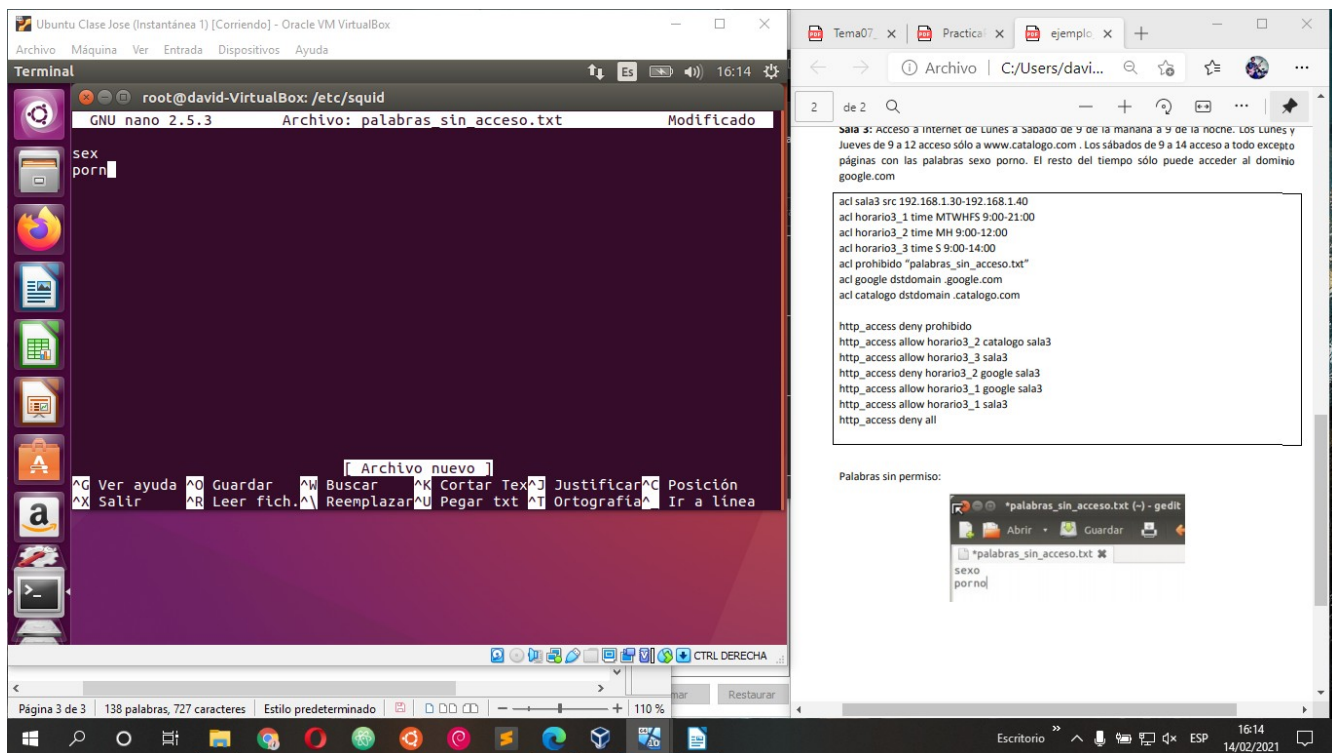 Ubuntu Clase Jose (Instantánea 1) [Corriendo] - Oracle VM VirtualBox
Archivo Máquina Ver Entrada Dispositivos Ayuda
Terminal
Es
16:14
root@david-VirtualBox: /etc/squid
GNU nano 2.5.3 Archivo: palabras_sin_acceso.txt Modificado
sex
porn
[ Archivo nuevo ]
^G Ver ayuda ^O Guardar ^W Buscar ^K Cortar Tex^J Justificar^C Posición
^X Salir ^R Leer fich.^\ Reemplazar^U Pegar txt ^T Ortografía^_ Ir a línea
CTRL DERECHA
Restaurar
Página 3 de 3 138 palabras, 727 caracteres Estilo predeterminado 110 %
Tema07_
Practica
ejemplo_
Archivo C:/Users/davi...
2 de 2
Sala 3: Acceso a Internet de Lunes a Sábado de 9 de la mañana a 9 de la noche. Los Lunes y
Jueves de 9 a 12 acceso sólo a www.catalogo.com . Los sábados de 9 a 14 acceso a todo excepto
páginas con las palabras sexo porno. El resto del tiempo sólo puede acceder al dominio
google.com
acl sala3 src 192.168.1.30-192.168.1.40
acl horario3_1 time MTWHFS 9:00-21:00
acl horario3_2 time MH 9:00-12:00
acl horario3_3 time S 9:00-14:00
acl prohibido “palabras_sin_acceso.txt”
acl google dstdomain .google.com
acl catalogo dstdomain .catalogo.com
http_access deny prohibido
http_access allow horario3_2 catalogo sala3
http_access allow horario3_3 sala3
http_access deny horario3_2 google sala3
http_access allow horario3_1 google sala3
http_access allow horario3_1 sala3
http_access deny all
Palabras sin permiso:
*palabras_sin_acceso.txt (~) - gedit
Abrir Guardar
*palabras_sin_acceso.txt
sexo
porno
Escritorio
ESP
16:14
14/02/2021